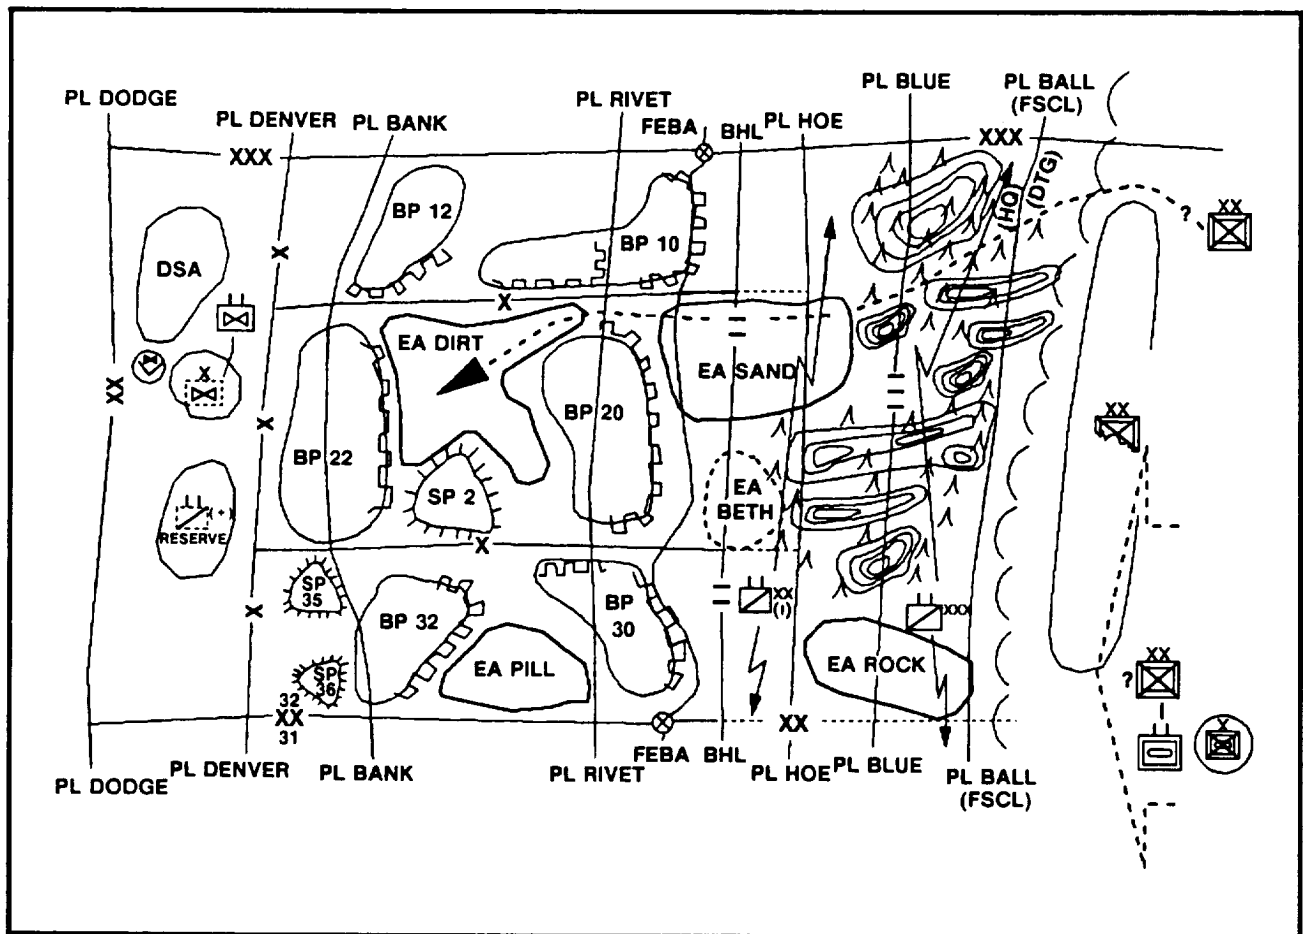 PL DODGE
PL DENVER
PL BANK
PL RIVET
FEBA
BHL
PL HOE
PL BLUE
PL BALL
(FSCL)
XXX
XXX
(HQ)
(DTG)
BP 12
BP 10
DSA
X
X
XX
?
EA DIRT
EA SAND
X
XX
X
BP 20
XX
BP 22
SP 2
EA
BETH
(+)
RESERVE
X
SP
35
X
BP 32
BP
30
XX
(I)
XXX
EA PILL
EA ROCK
SP
36
32
XX
31
XX
XX
?
X
FEBA
BHL
PL DODGE
PL DENVER
PL BANK
PL RIVET
PL HOE
PL BLUE
PL BALL
(FSCL)